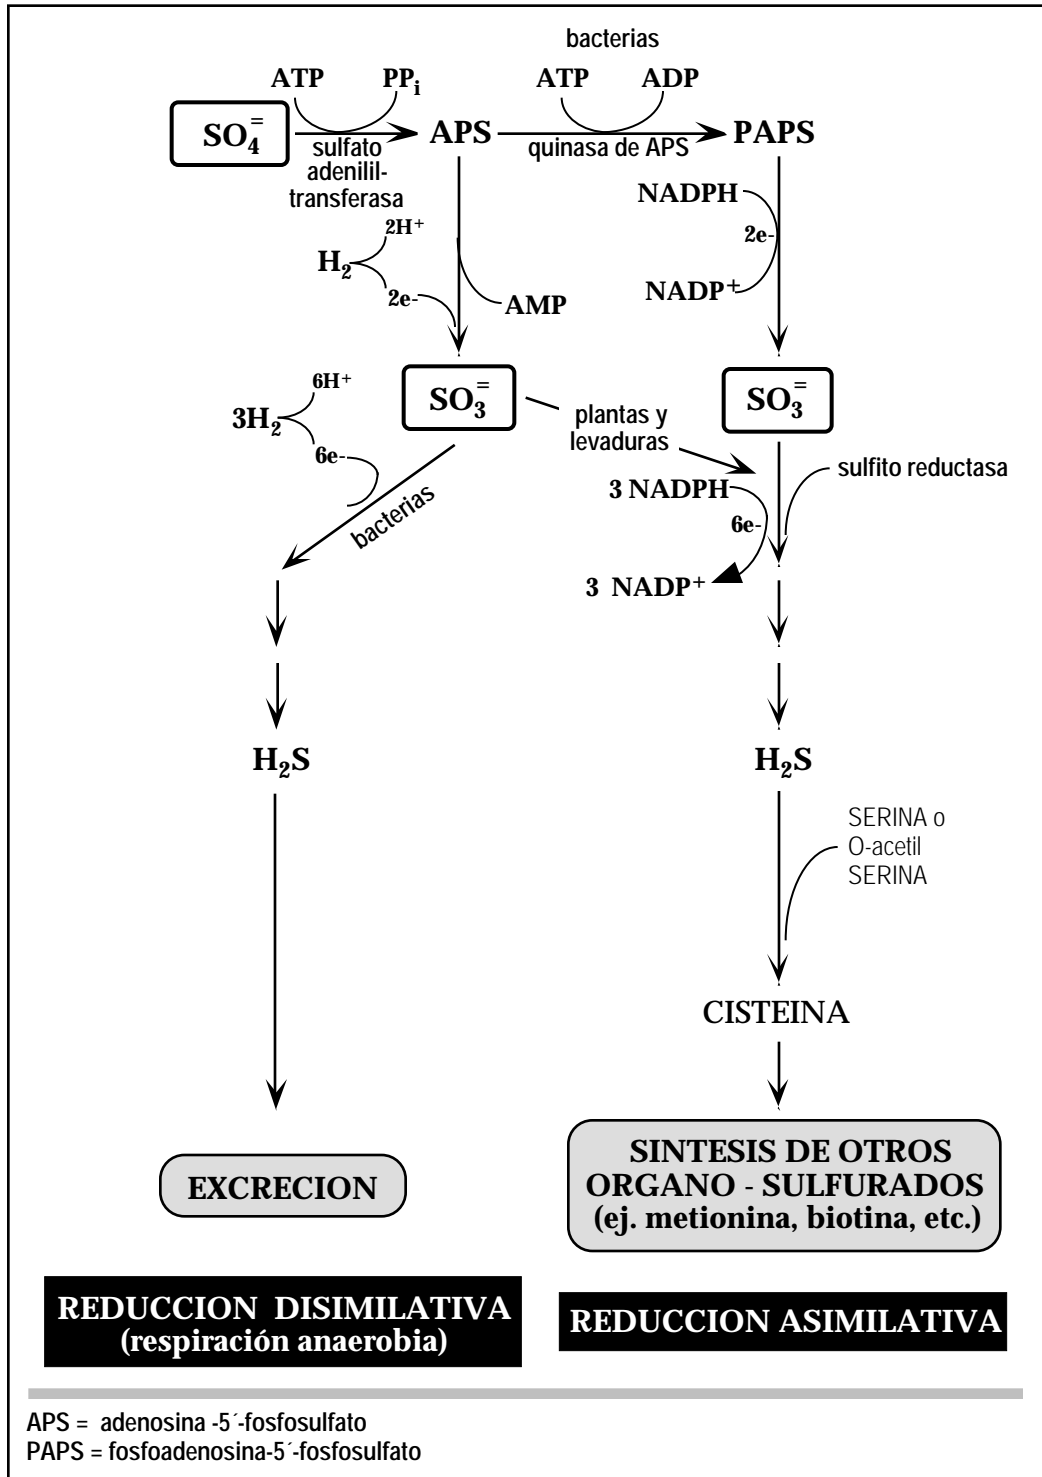 bacterias
ATP PPi ATP ADP
SO4= APS PAPS
sulfato
adenilil-
transferasa
quinasa de APS
NADPH
2H+
2e-
H2
NADP+
2e-
AMP
6H+
SO3= SO3=
3H2
plantas y
levaduras
6e-
sulfito reductasa
3 NADPH
bacterias
6e-
3 NADP+
H2S H2S
SERINA o
O-acetil
SERINA
CISTEINA
EXCRECION
SINTESIS DE OTROS
ORGANO - SULFURADOS
(ej. metionina, biotina, etc.)
REDUCCION DISIMILATIVA
(respiración anaerobia)
REDUCCION ASIMILATIVA
APS = adenosina -5´-fosfosulfato
PAPS = fosfoadenosina-5´-fosfosulfato